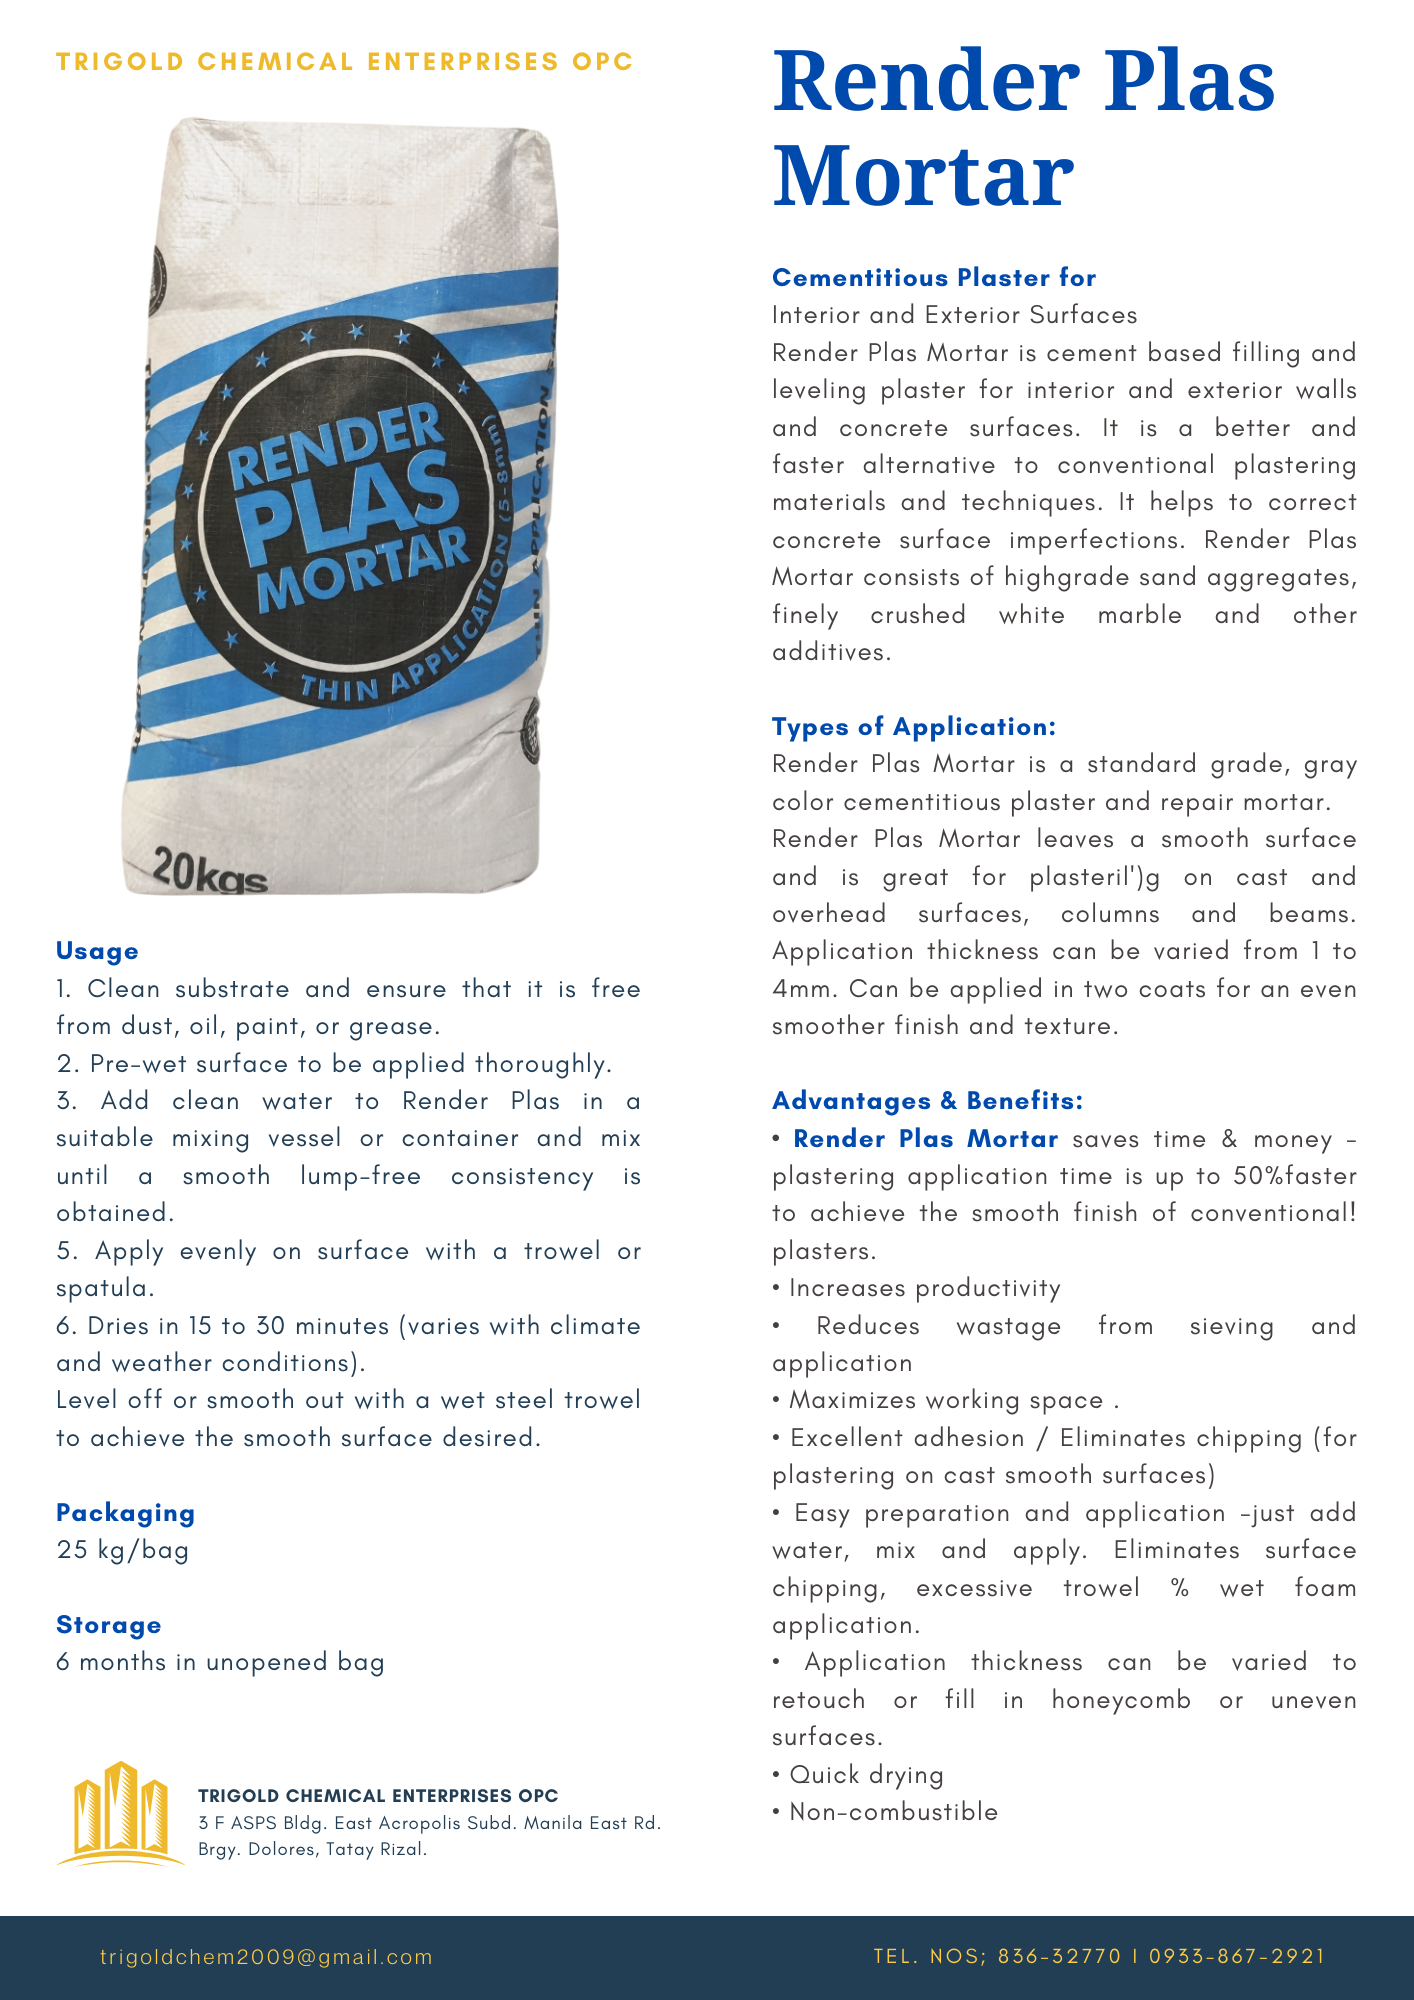 TRIGOLD CHEMICAL ENTERPRISES OPC
RENDER
PLAS
MORTAR
THIN APPLICATION (5-8mm)
20kgs
Usage
1. Clean substrate and ensure that it is free
from dust, oil, paint, or grease.
2. Pre-wet surface to be applied thoroughly.
3. Add clean water to Render Plas in a
suitable mixing vessel or container and mix
until a smooth lump-free consistency is
obtained.
5. Apply evenly on surface with a trowel or
spatula.
6. Dries in 15 to 30 minutes (varies with climate
and weather conditions).
Level off or smooth out with a wet steel trowel
to achieve the smooth surface desired.
Packaging
25 kg/bag
Storage
6 months in unopened bag
TRIGOLD CHEMICAL ENTERPRISES OPC
3 F ASPS Bldg. East Acropolis Subd. Manila East Rd.
Brgy. Dolores, Tatay Rizal.
Render Plas
Mortar
Cementitious Plaster for
Interior and Exterior Surfaces
Render Plas Mortar is cement based filling and
leveling plaster for interior and exterior walls
and concrete surfaces. It is a better and
faster alternative to conventional plastering
materials and techniques. It helps to correct
concrete surface imperfections. Render Plas
Mortar consists of highgrade sand aggregates,
finely crushed white marble and other
additives.
Types of Application:
Render Plas Mortar is a standard grade, gray
color cementitious plaster and repair mortar.
Render Plas Mortar leaves a smooth surface
and is great for plasteril')g on cast and
overhead surfaces, columns and beams.
Application thickness can be varied from 1 to
4mm. Can be applied in two coats for an even
smoother finish and texture.
Advantages & Benefits:
• Render Plas Mortar saves time & money -
plastering application time is up to 50%faster
to achieve the smooth finish of conventional!
plasters.
• Increases productivity
• Reduces wastage from sieving and
application
• Maximizes working space .
• Excellent adhesion / Eliminates chipping (for
plastering on cast smooth surfaces)
• Easy preparation and application -just add
water, mix and apply. Eliminates surface
chipping, excessive trowel % wet foam
application.
• Application thickness can be varied to
retouch or fill in honeycomb or uneven
surfaces.
• Quick drying
• Non-combustible
trigoldchem2009@gmail.com
TEL. NOS; 836-32770 | 0933-867-2921